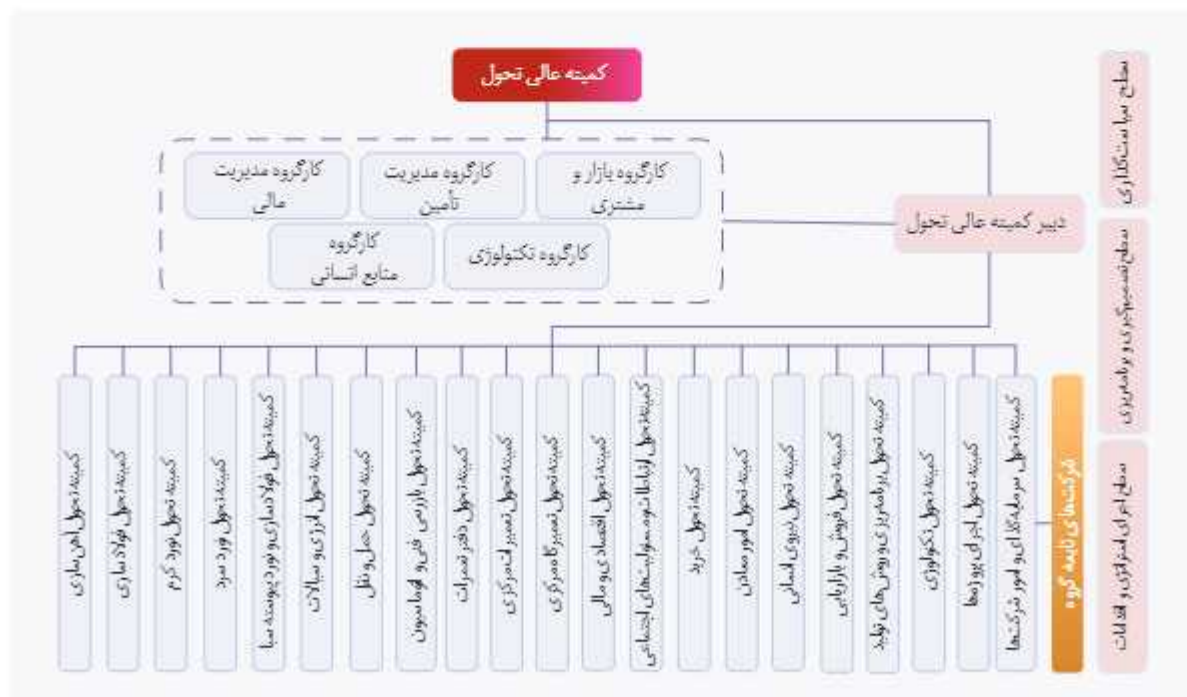 کمیته عالی تحول
سطح سیاست‌گذاری
کارگروه بازار و
مشتری
کارگروه مدیریت
تأمین
کارگروه مدیریت
مالی
دبیر کمیته عالی تحول
کارگروه تکنولوژی
کارگروه
منابع انسانی
سطح تصمیم‌گیری و برنامه‌ریزی
سطح اجرای استراتژی و اقدامات
شرکت‌های تابعه گروه
کمیته تحول سرمایه‌گذاری و امور شرکت‌ها
کمیته تحول اجرای پروژه‌ها
کمیته تحول تکنولوژی
کمیته تحول برنامه‌ریزی و روش‌های تولید
کمیته تحول فروش و بازاریابی
کمیته تحول نیروی انسانی
کمیته تحول امور معادن
کمیته تحول خرید
کمیته تحول ارتباطات و مسئولیت‌های اجتماعی
کمیته تحول اقتصادی و مالی
کمیته تحول تعمیرگاه مرکزی
کمیته تحول تعمیرات مرکزی
کمیته تحول دفتر تعمیرات
کمیته تحول بازرسی فنی و اتوماسیون
کمیته تحول حمل و نقل
کمیته تحول انرژی و سیالات
کمیته تحول فولادسازی و نورد پیوسته سبا
کمیته تحول نورد سرد
کمیته تحول نورد گرم
کمیته تحول فولادسازی
کمیته تحول آهن‌سازی